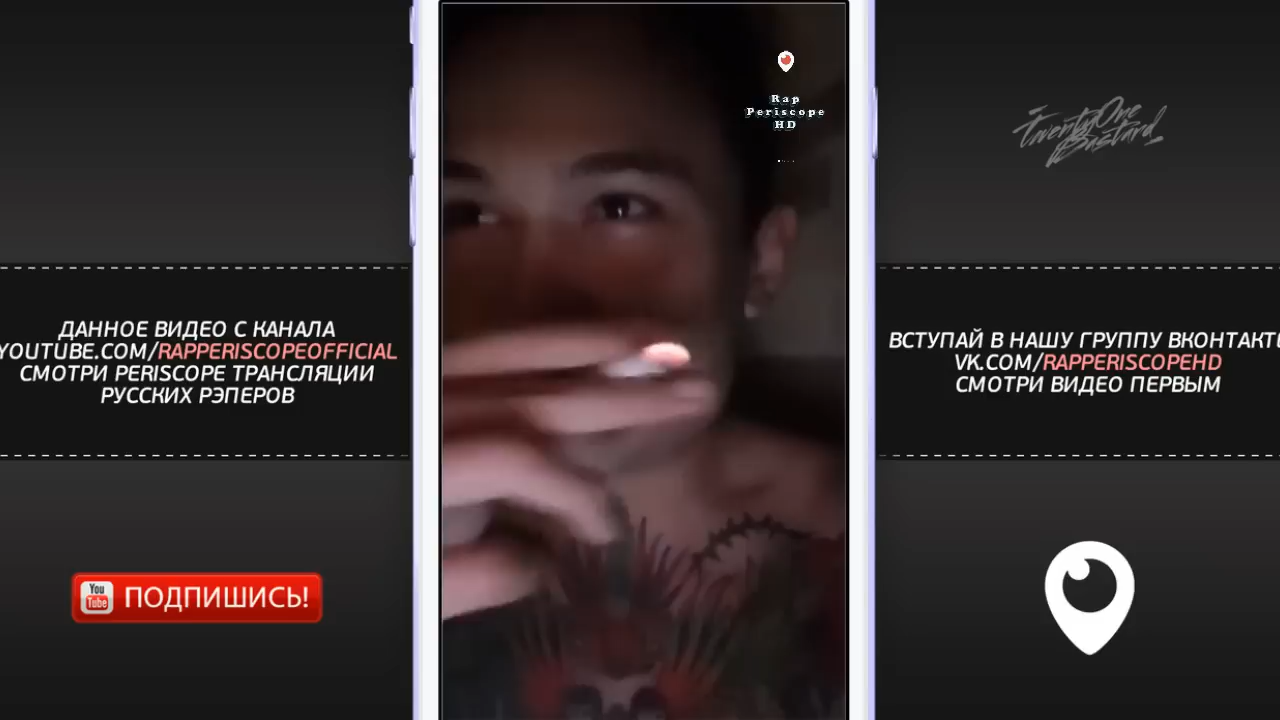 Rap
Periscope
HD
TwentyOne
Bastard
ДАННОЕ ВИДЕО С КАНАЛА
YOUTUBE.COM/RAPPERISCOPEOFFICIAL
СМОТРИ PERISCOPE ТРАНСЛЯЦИИ
РУССКИХ РЭПЕРОВ
ВСТУПАЙ В НАШУ ГРУППУ ВКОНТАКТЕ
VK.COM/RAPPERISCOPEHD
СМОТРИ ВИДЕО ПЕРВЫМ
You
Tube
ПОДПИШИСЬ!